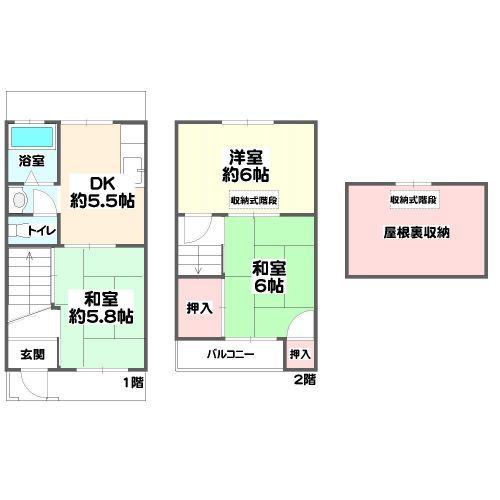 浴室
DK
約5.5帖
トイレ
和室
約5.8帖
玄関
1階
洋室
約6帖
収納式階段
和室
6帖
押入
バルコニー
押入
2階
収納式階段
屋根裏収納